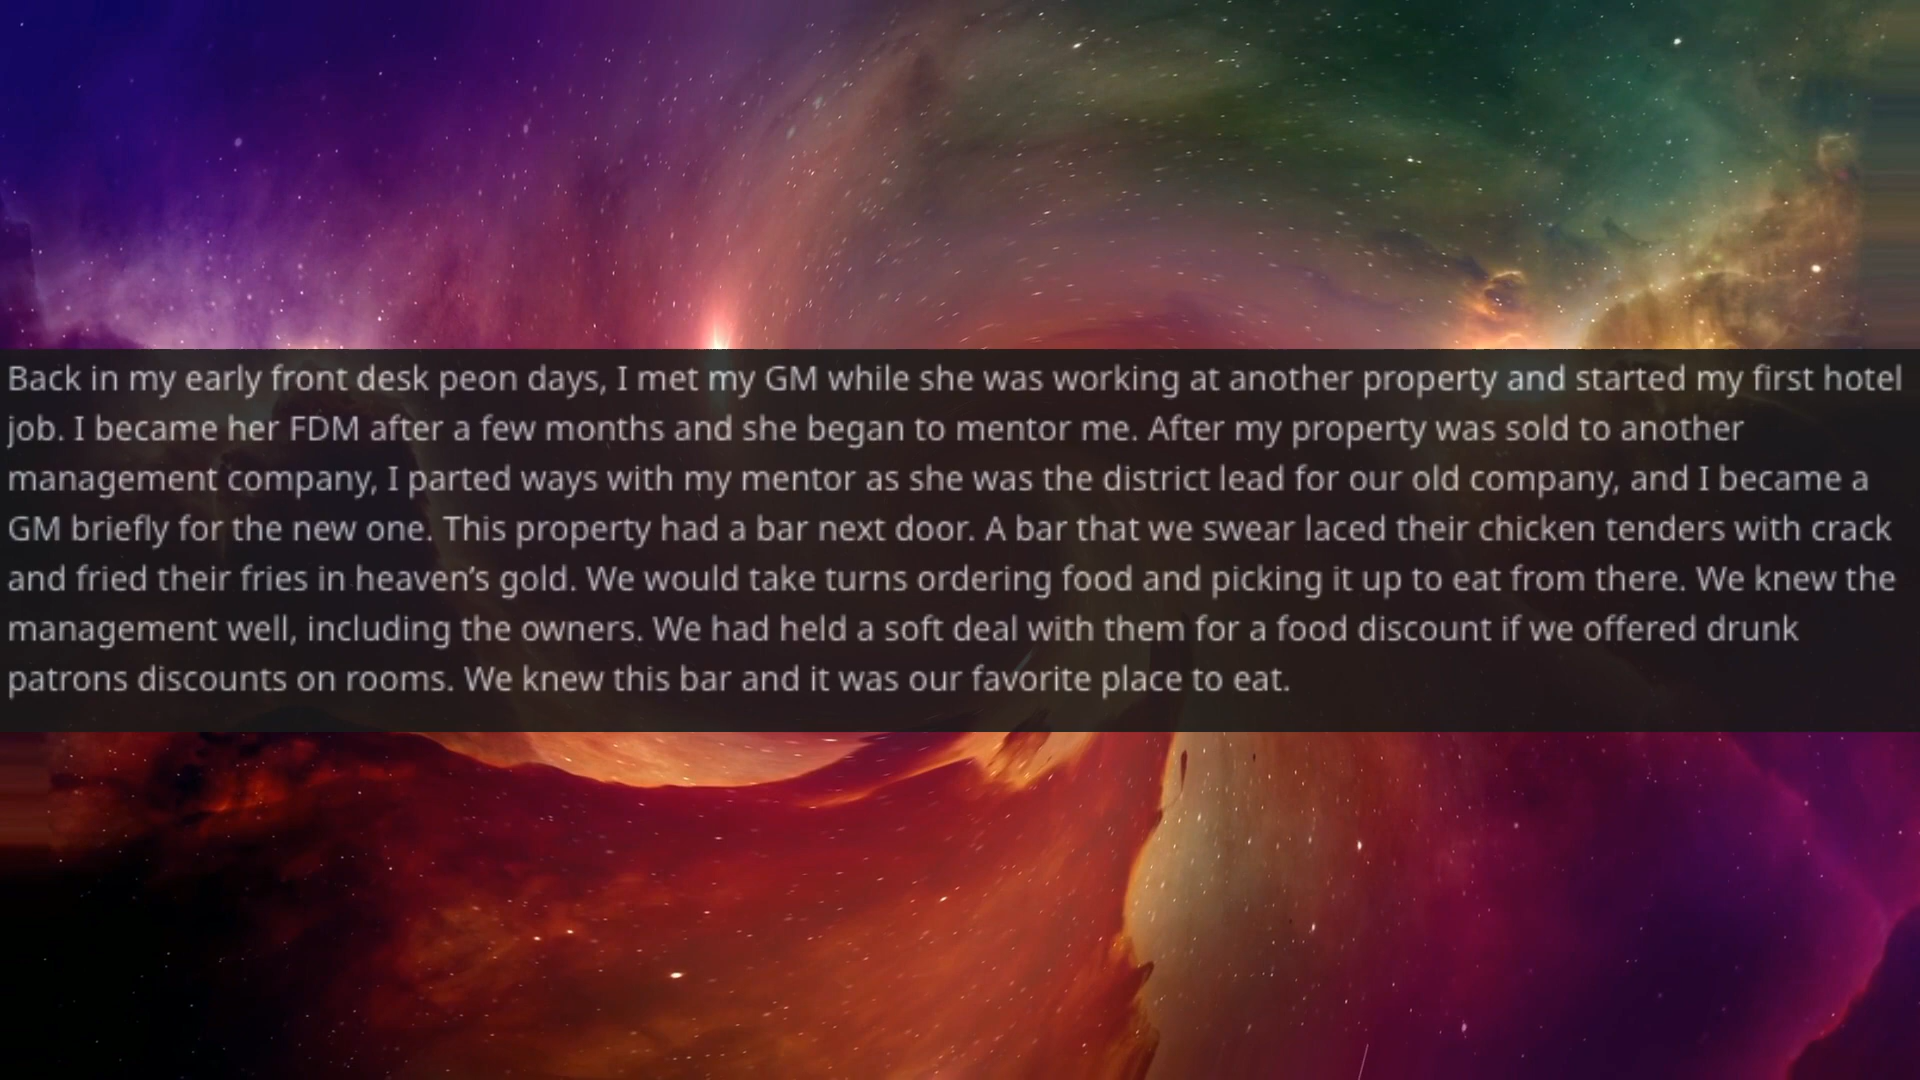 Back in my early front desk peon days, I met my GM while she was working at another property and started my first hotel
job. I became her FDM after a few months and she began to mentor me. After my property was sold to another
management company, I parted ways with my mentor as she was the district lead for our old company, and I became a
GM briefly for the new one. This property had a bar next door. A bar that we swear laced their chicken tenders with crack
and fried their fries in heaven’s gold. We would take turns ordering food and picking it up to eat from there. We knew the
management well, including the owners. We had held a soft deal with them for a food discount if we offered drunk
patrons discounts on rooms. We knew this bar and it was our favorite place to eat.